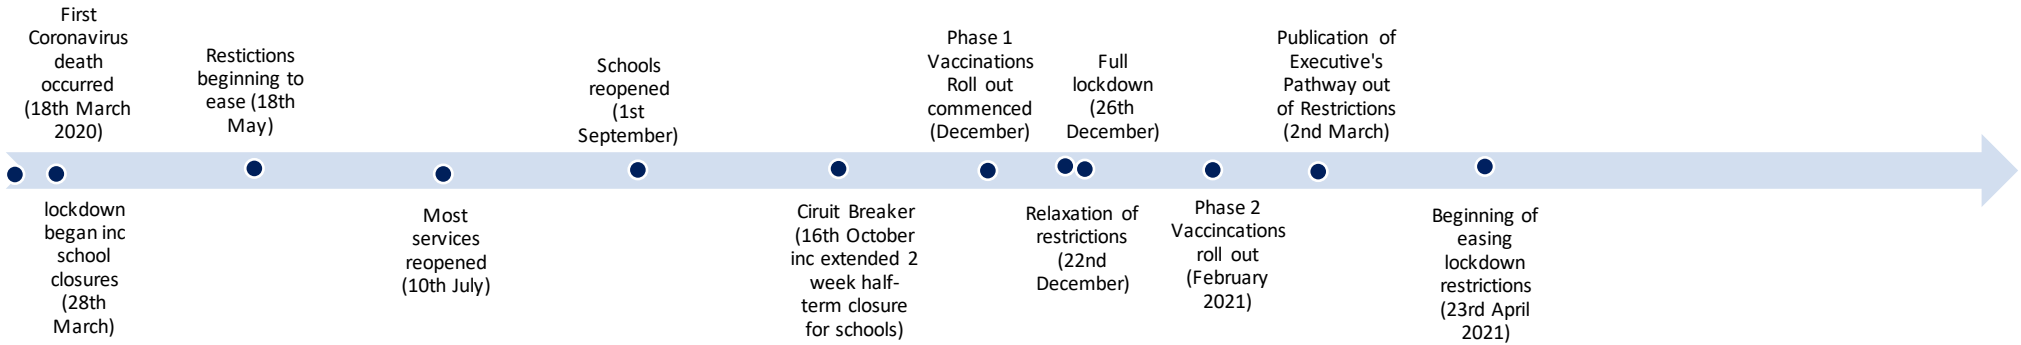 First
Coronavirus
death
occurred
(18th March
2020)
lockdown
began inc
school
closures
(28th
March)
Restictions
beginning to
ease (18th
May)
Most
services
reopened
(10th July)
Schools
reopened
(1st
September)
Ciruit Breaker
(16th October
inc extended 2
week half-
term closure
for schools)
Phase 1
Vaccinations
Roll out
commenced
(December)
Relaxation of
restrictions
(22nd
December)
Full
lockdown
(26th
December)
Phase 2
Vaccincations
roll out
(February
2021)
Publication of
Executive's
Pathway out
of Restrictions
(2nd March)
Beginning of
easing
lockdown
restrictions
(23rd April
2021)